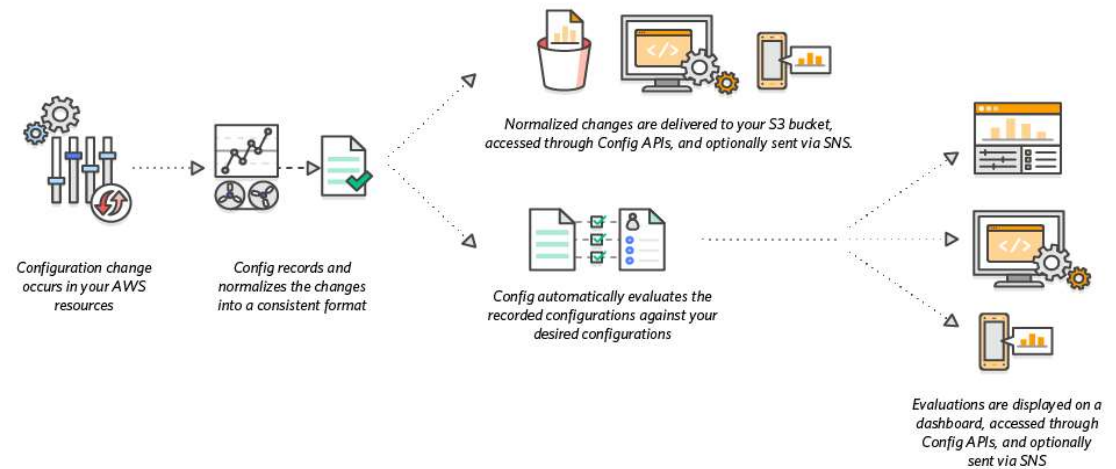 </>
Normalized changes are delivered to your S3 bucket,
accessed through Config APIs, and optionally sent via SNS.
Configuration change
occurs in your AWS
resources
Config records and
normalizes the changes
into a consistent format
Config automatically evaluates the
recorded configurations against your
desired configurations
</>
Evaluations are displayed on a
dashboard, accessed through
Config APIs, and optionally
sent via SNS